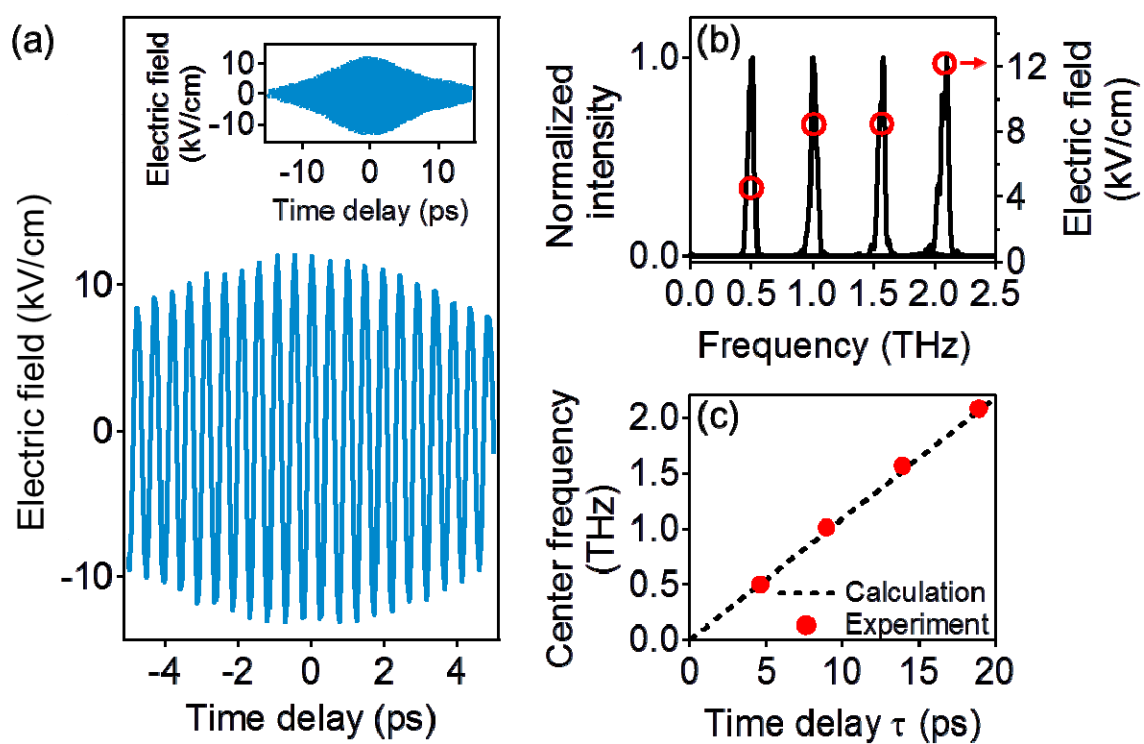 (a)
Electric field (kV/cm)
10
0
-10
-4
-2
0
2
4
Time delay (ps)
Electric field
(kV/cm)
10
0
-10
-10
0
10
Time delay (ps)
(b)
Normalized
intensity
1.0
0.0
0.0
0.5
1.0
1.5
2.0
2.5
Frequency (THz)
12
8
4
0
Electric field
(kV/cm)
(c)
Center frequency
(THz)
2.0
1.5
1.0
0.5
0.0
0
5
10
15
20
Time delay τ (ps)
Calculation
Experiment